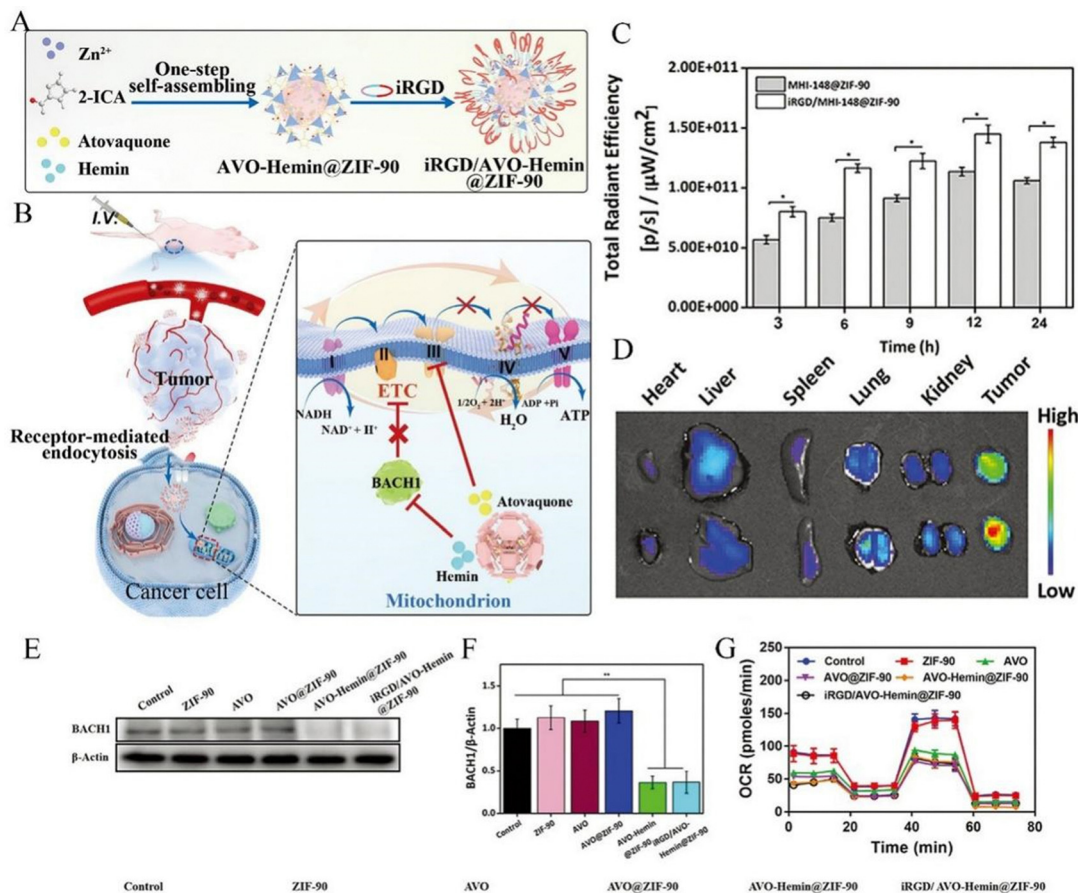 A
Zn²⁺
2-ICA
Atovaquone
Hemin
One-step
self-assembling
AVO-Hemin@ZIF-90
iRGD
iRGD/AVO-Hemin
@ZIF-90
B
I.V.
Tumor
Receptor-mediated
endocytosis
Cancer cell
I
II
III
IV
V
ETC
NADH
NAD⁺ + H⁺
1/2O₂ + 2H⁺
H₂O
ADP +Pi
ATP
BACH1
Atovaquone
Hemin
Mitochondrion
C
Total Radiant Efficiency
[p/s] / [μW/cm²]
2.00E+011
1.50E+011
1.00E+011
5.00E+010
0.00E+000
MHI-148@ZIF-90
iRGD/MHI-148@ZIF-90
* * * * *
3 6 9 12 24
Time (h)
D
Heart Liver Spleen Lung Kidney Tumor
High
Low
E
Control ZIF-90 AVO AVO@ZIF-90 AVO-Hemin@ZIF-90 iRGD/AVO-Hemin
@ZIF-90
BACH1
β-Actin
F
BACH1/β-Actin
1.5
1.0
0.5
0.0
**
Control ZIF-90 AVO AVO@ZIF-90 AVO-Hemin
@ZIF-90 iRGD/AVO-
Hemin@ZIF-90
G
OCR (pmoles/min)
250
200
150
100
50
0
Control ZIF-90 AVO
AVO@ZIF-90 AVO-Hemin@ZIF-90
iRGD/AVO-Hemin@ZIF-90
0 20 40 60 80
Time (min)
Control ZIF-90 AVO AVO@ZIF-90 AVO-Hemin@ZIF-90 iRGD/ AVO-Hemin@ZIF-90